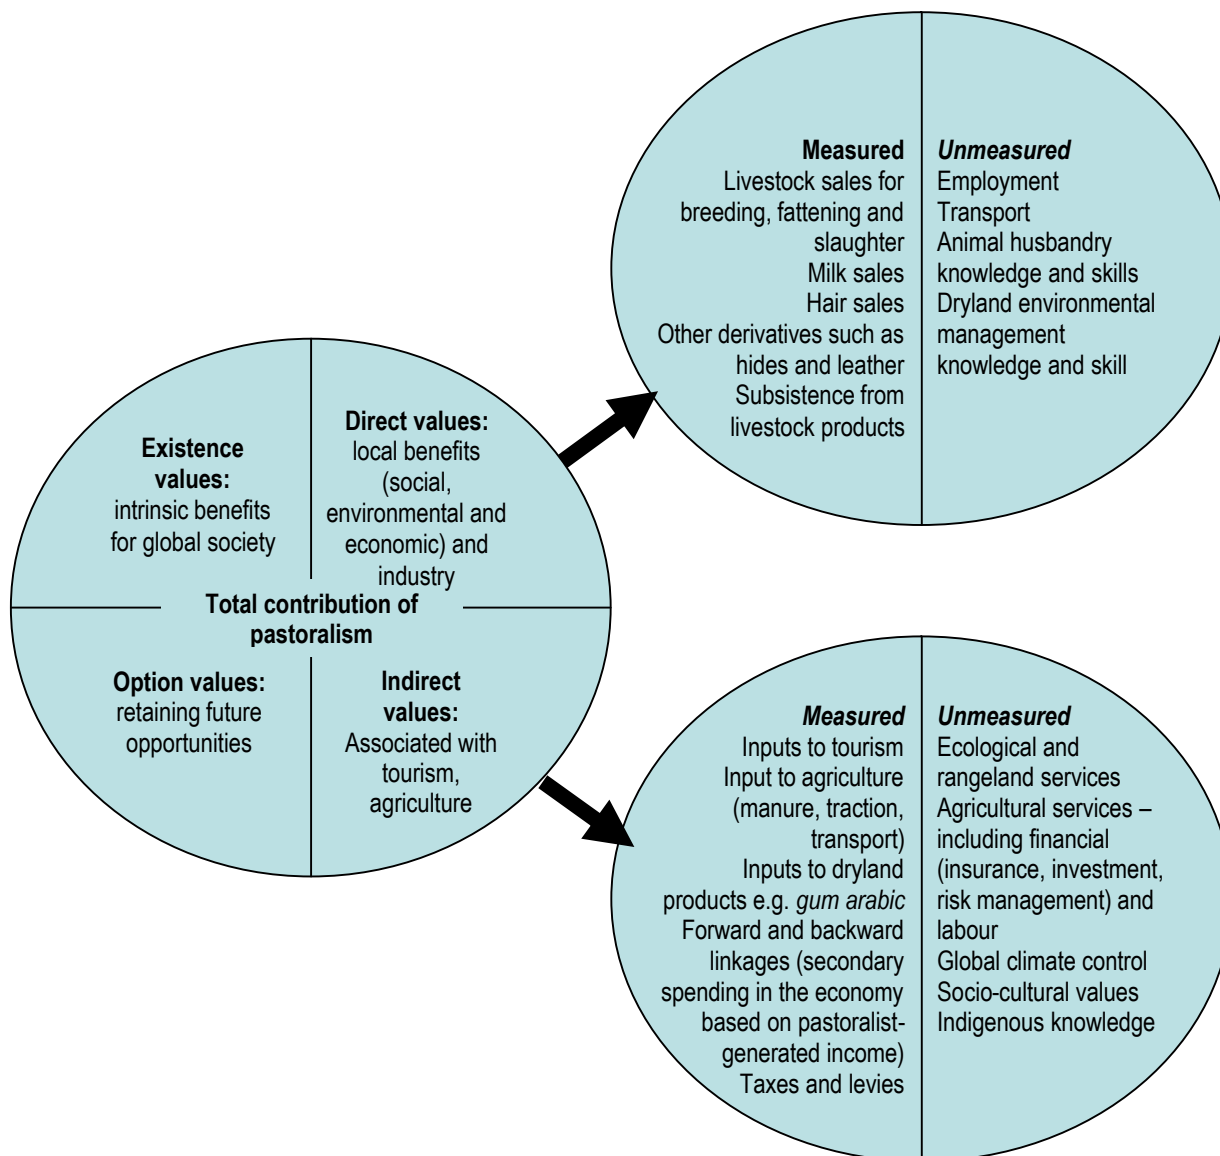 Measured
Livestock sales for
breeding, fattening and
slaughter
Milk sales
Hair sales
Other derivatives such as
hides and leather
Subsistence from
livestock products
Unmeasured
Employment
Transport
Animal husbandry
knowledge and skills
Dryland environmental
management
knowledge and skill
Existence
values:
intrinsic benefits
for global society
Direct values:
local benefits
(social,
environmental and
economic) and
industry
Total contribution of
pastoralism
Option values:
retaining future
opportunities
Indirect
values:
Associated with
tourism,
agriculture
Measured
Inputs to tourism
Input to agriculture
(manure, traction,
transport)
Inputs to dryland
products e.g. gum arabic
Forward and backward
linkages (secondary
spending in the economy
based on pastoralist-
generated income)
Taxes and levies
Unmeasured
Ecological and
rangeland services
Agricultural services –
including financial
(insurance, investment,
risk management) and
labour
Global climate control
Socio-cultural values
Indigenous knowledge